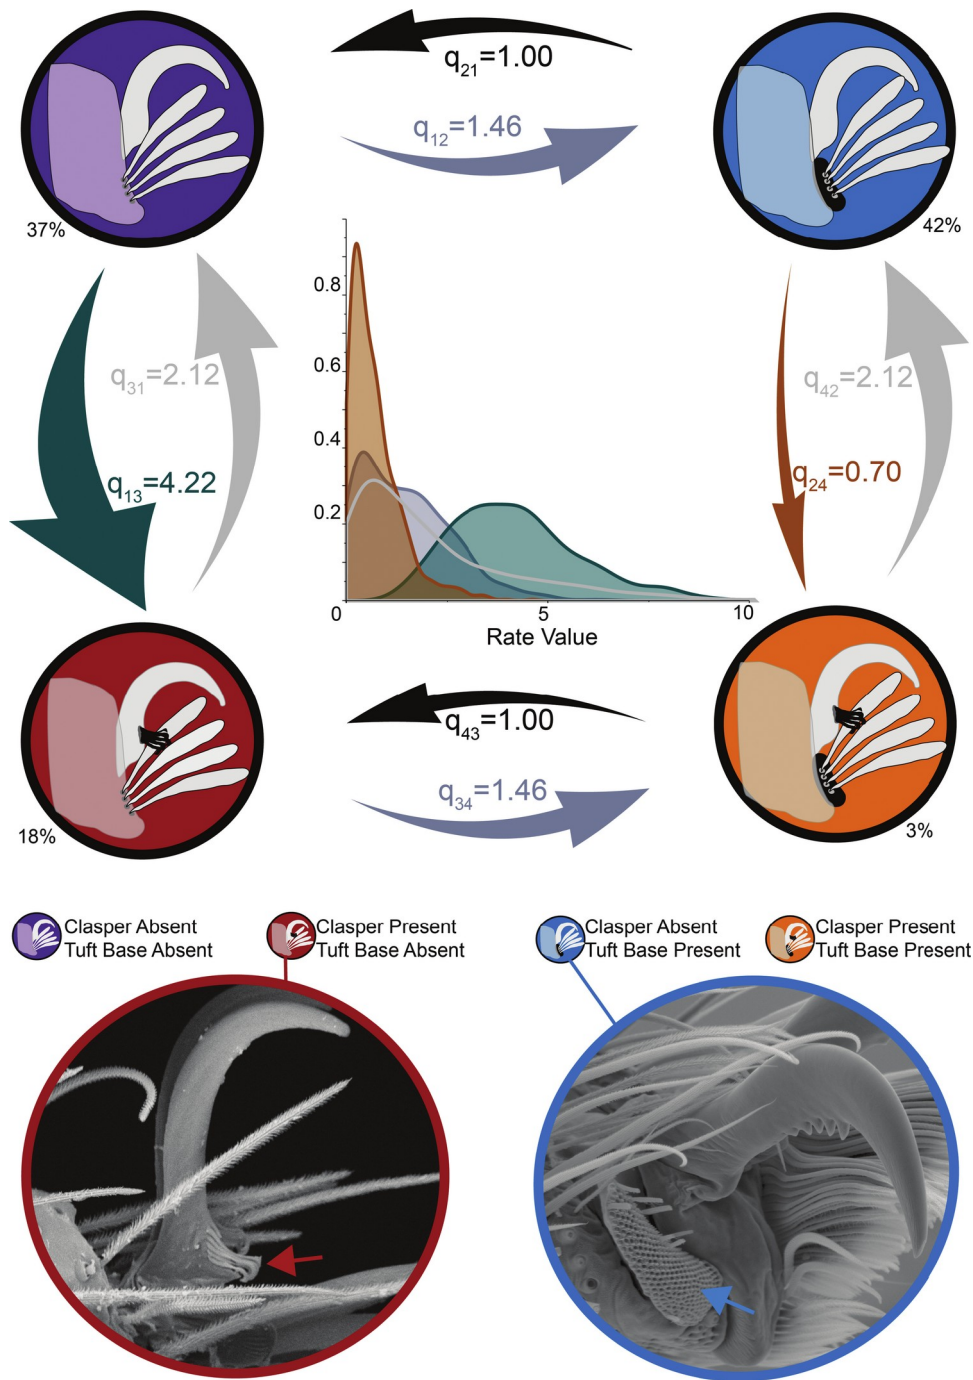 q21=1.00
q12=1.46
37%
42%
0.8
0.6
0.4
0.2
0
5
10
Rate Value
q31=2.12
q13=4.22
q42=2.12
q24=0.70
q43=1.00
q34=1.46
18%
3%
Clasper Absent
Tuft Base Absent
Clasper Present
Tuft Base Absent
Clasper Absent
Tuft Base Present
Clasper Present
Tuft Base Present